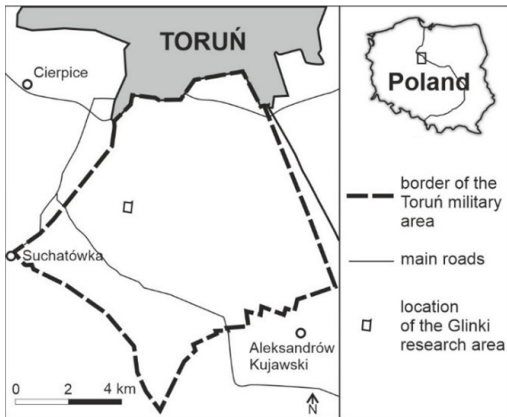 TORUŃ
Cierpice
Suchatówka
Aleksandrów
Kujawski
0 2 4 km
N
Poland
border of the
Toruń military
area
main roads
location
of the Glinki
research area